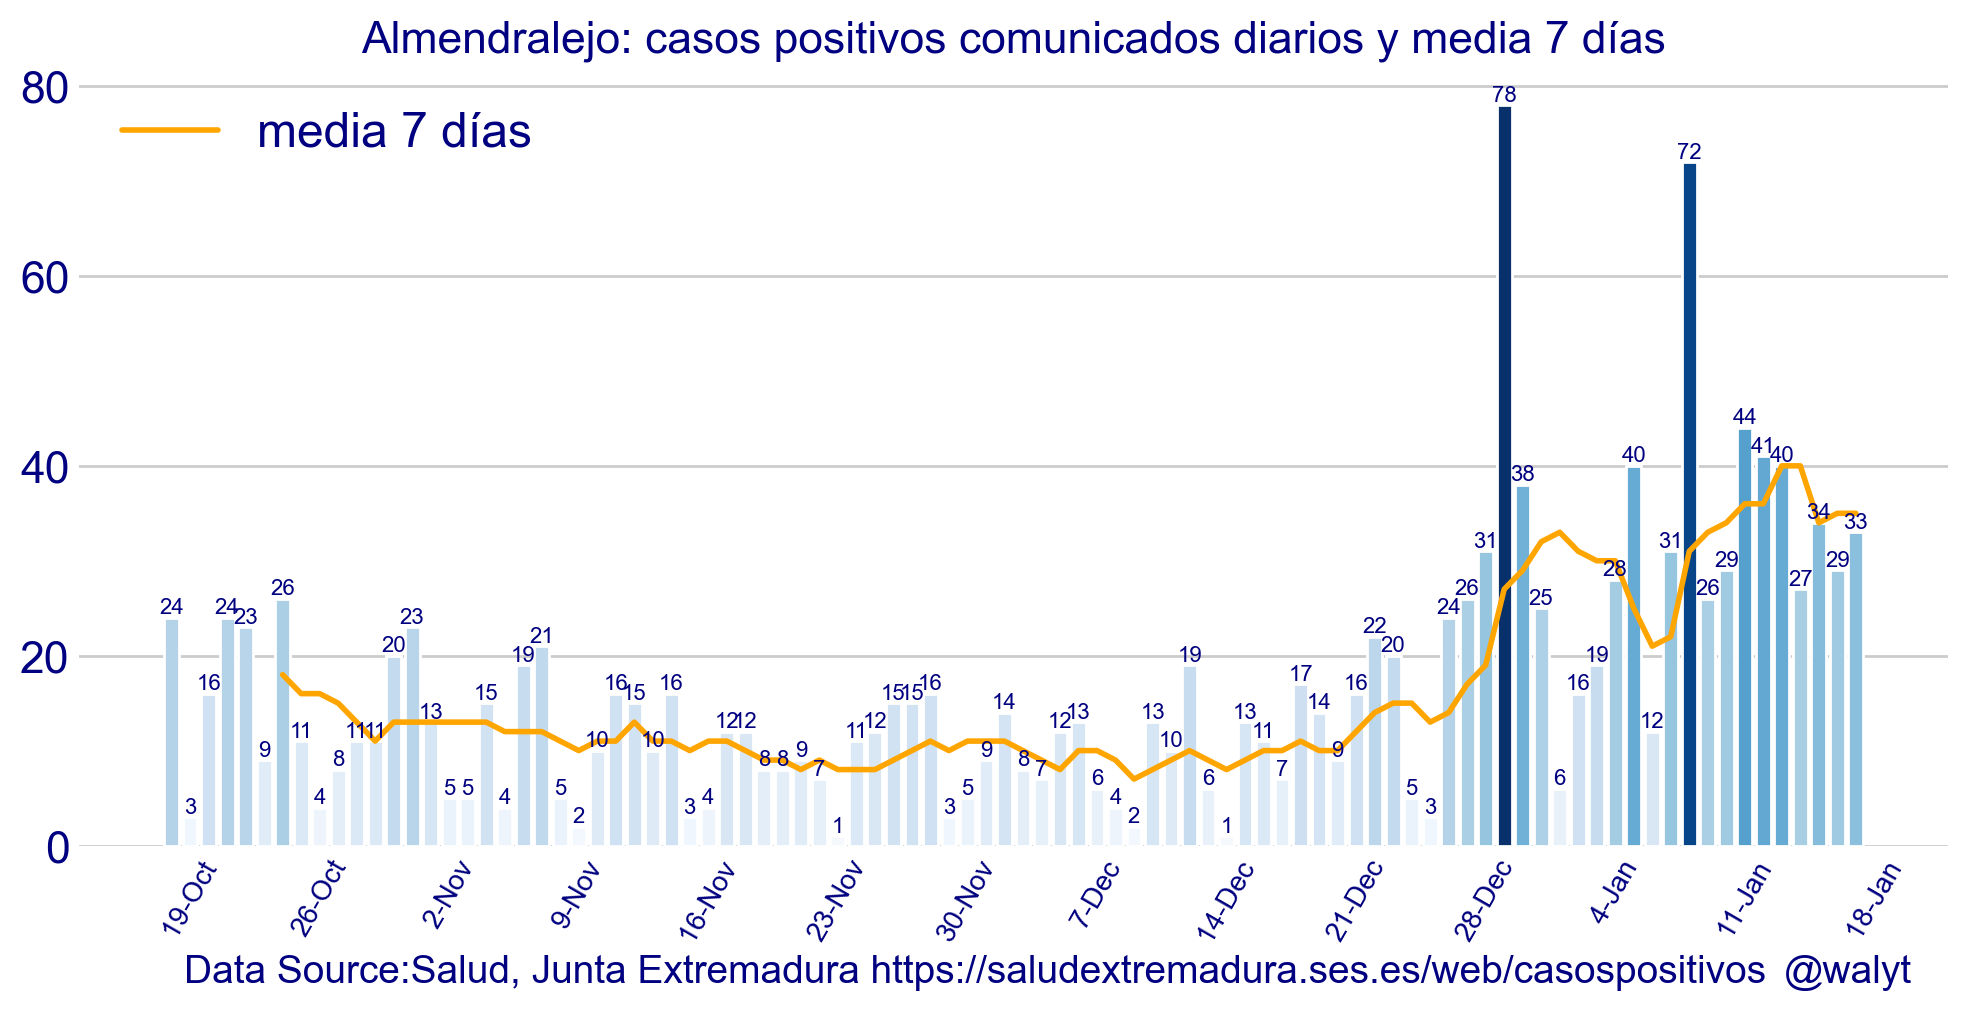 Almendralejo: casos positivos comunicados diarios y media 7 días
80
60
40
20
0
media 7 días
24 3 16 24 23 9 26 11 4 8 11 11 20 23 13 5 5 15 4 19 21 5 2 10 16 15 10 16 3 4 12 12 8 8 9 7 1 11 12 15 15 16 3 5 9 14 8 7 12 13 6 4 2 13 10 19 6 1 13 11 7 17 14 9 16 22 20 5 3 24 26 31 78 38 25 6 16 19 28 40 12 31 72 26 29 44 41 40 27 34 29 33
19-Oct 26-Oct 2-Nov 9-Nov 16-Nov 23-Nov 30-Nov 7-Dec 14-Dec 21-Dec 28-Dec 4-Jan 11-Jan 18-Jan
Data Source:Salud, Junta Extremadura https://saludextremadura.ses.es/web/casospositivos @walyt